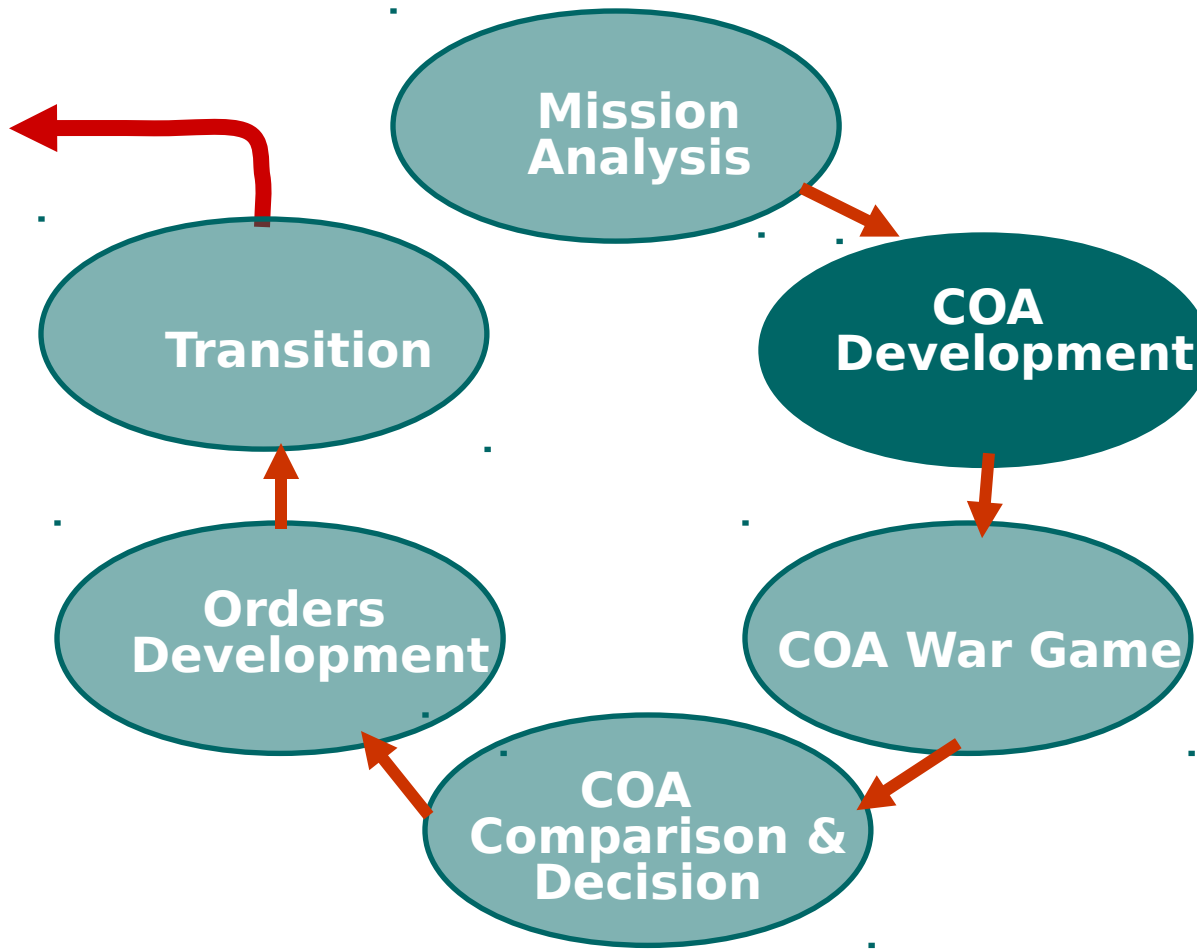 Mission
Analysis
COA
Development
COA War Game
COA
Comparison &
Decision
Orders
Development
Transition